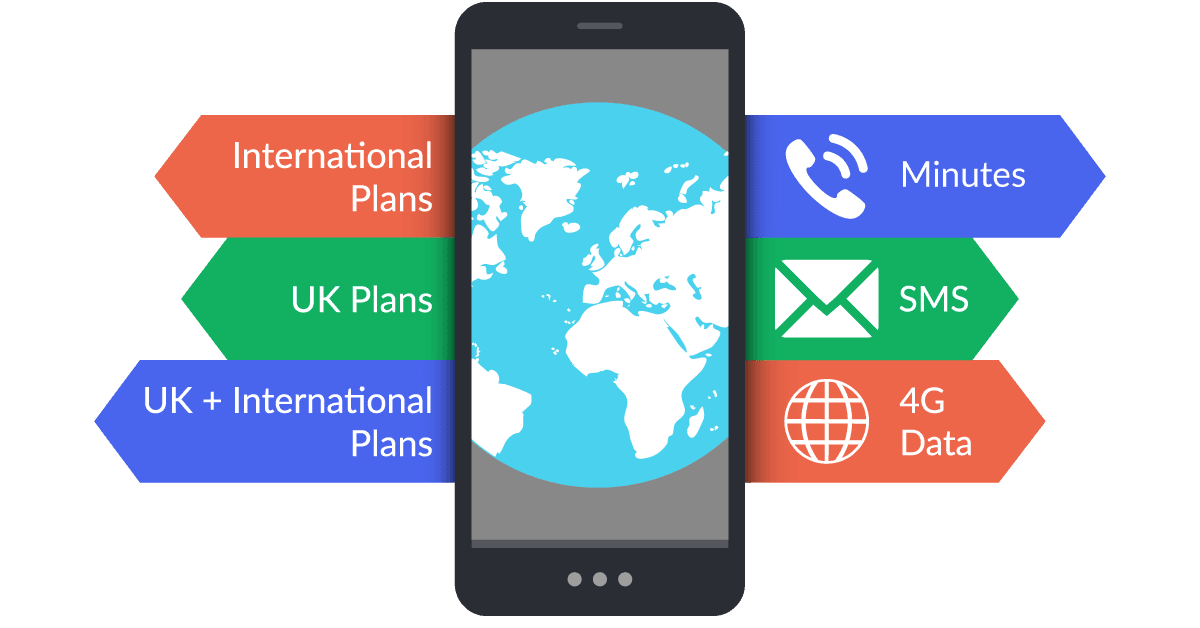 International
Plans
UK Plans
UK + International
Plans
Minutes
SMS
4G
Data